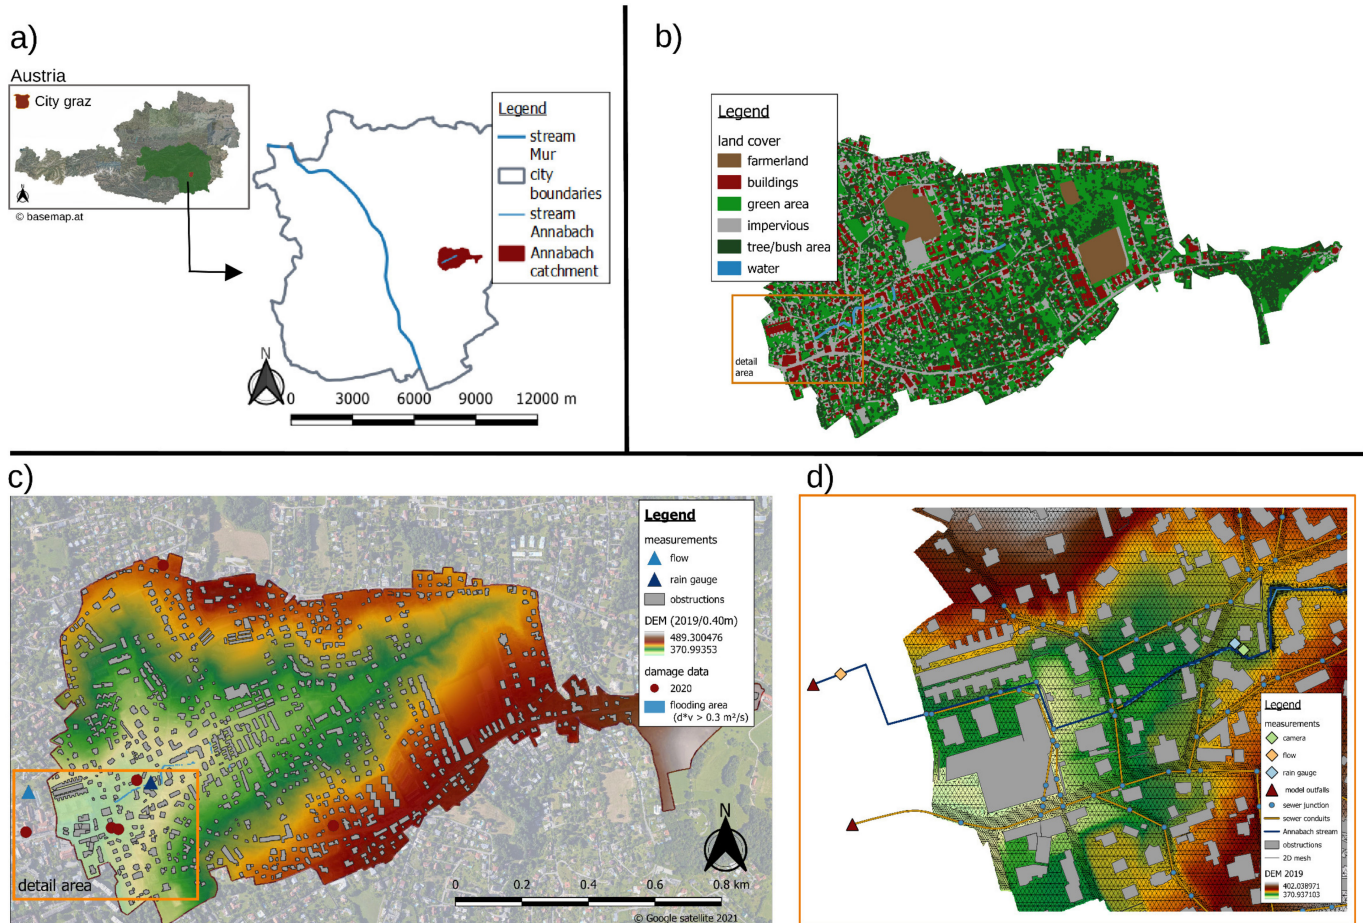 a)
Austria
City graz
© basemap.at
Legend
stream
Mur
city
boundaries
stream
Annabach
Annabach
catchment
N
0 3000 6000 9000 12000 m
b)
Legend
land cover
farmerland
buildings
green area
impervious
tree/bush area
water
detail
area
c)
Legend
measurements
flow
rain gauge
obstructions
DEM (2019/0.40m)
489.300476
370.99353
damage data
2020
flooding area
(d*v > 0.3 m²/s)
detail area
N
0 0.2 0.4 0.6 0.8 km
© Google satellite 2021
d)
Legend
measurements
camera
flow
rain gauge
model outfalls
sewer junction
sewer conduits
Annabach stream
obstructions
2D mesh
DEM 2019
402.038971
370.937103